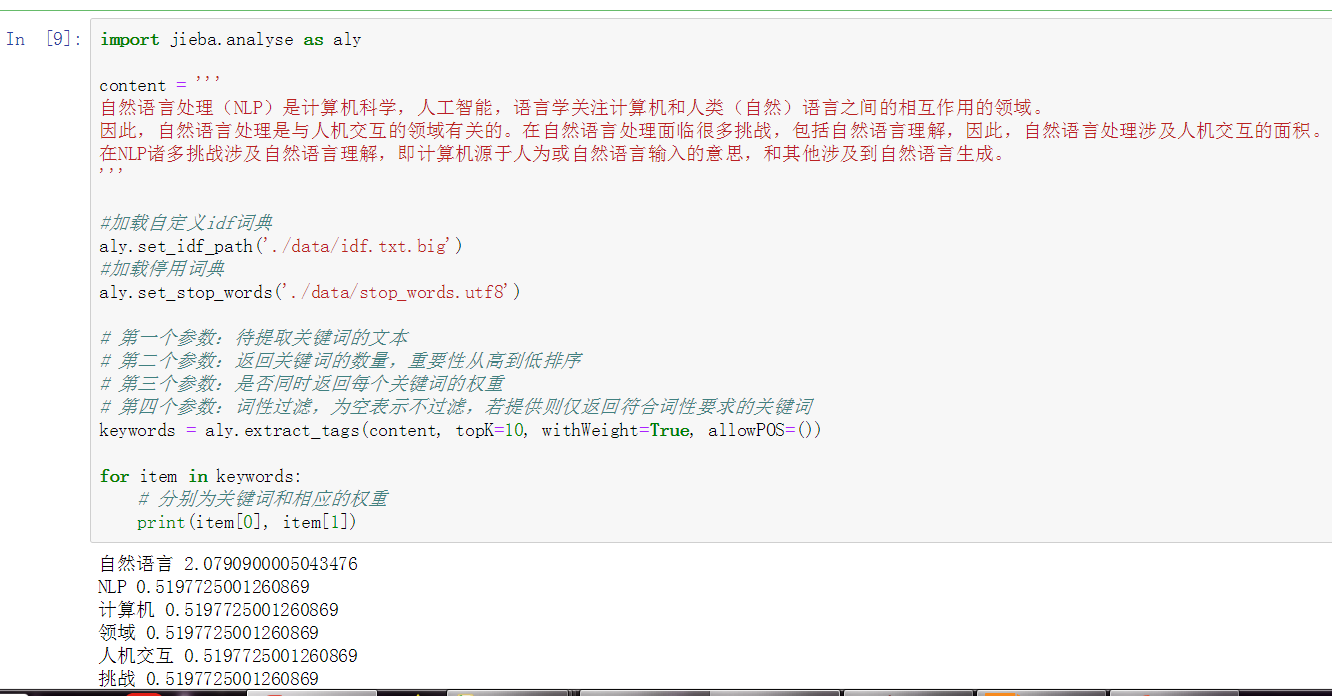 In [9]:
import jieba.analyse as aly
content = '''
自然语言处理（NLP）是计算机科学，人工智能，语言学关注计算机和人类（自然）语言之间的相互作用的领域。
因此，自然语言处理是与人机交互的领域有关的。在自然语言处理面临很多挑战，包括自然语言理解，因此，自然语言处理涉及人机交互的面积。
在NLP诸多挑战涉及自然语言理解，即计算机源于人为或自然语言输入的意思，和其他涉及到自然语言生成。
'''
#加载自定义idf词典
aly.set_idf_path('./data/idf.txt.big')
#加载停用词典
aly.set_stop_words('./data/stop_words.utf8')
# 第一个参数：待提取关键词的文本
# 第二个参数：返回关键词的数量，重要性从高到低排序
# 第三个参数：是否同时返回每个关键词的权重
# 第四个参数：词性过滤，为空表示不过滤，若提供则仅返回符合词性要求的关键词
keywords = aly.extract_tags(content, topK=10, withWeight=True, allowPOS=())
for item in keywords:
# 分别为关键词和相应的权重
print(item[0], item[1])
自然语言 2.0790900005043476
NLP 0.5197725001260869
计算机 0.5197725001260869
领域 0.5197725001260869
人机交互 0.5197725001260869
挑战 0.5197725001260869